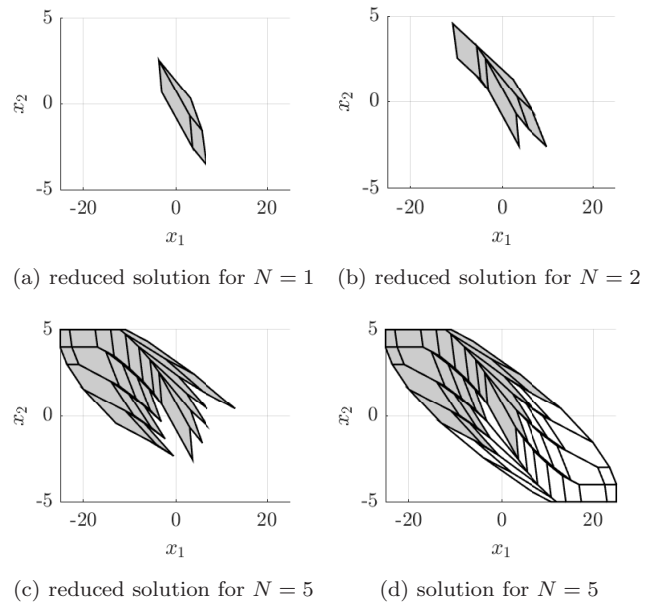 5
5
x₂
0
x₂
0
-5
-5
-20
0
20
-20
0
20
x₁
x₁
(a) reduced solution for N = 1
(b) reduced solution for N = 2
5
5
x₂
0
x₂
0
-5
-5
-20
0
20
-20
0
20
x₁
x₁
(c) reduced solution for N = 5
(d) solution for N = 5